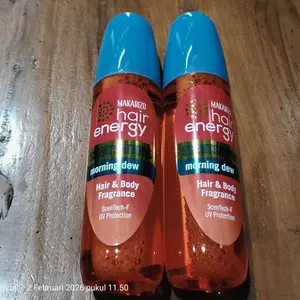 MAKARIZO
hair
energy
morning dew
Hair & Body
Fragrance
ScenTech-F
UV Protection
MAKARIZO
hair
energy
morning dew
Hair & Body
Fragrance
ScenTech-F
UV Protection
2 Februari 2026 pukul 11.50